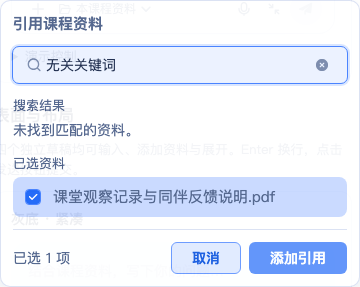 引用课程资料
无关关键词
搜索结果
未找到匹配的资料。
已选资料
课堂观察记录与同伴反馈说明.pdf
已选 1 项
取消
添加引用